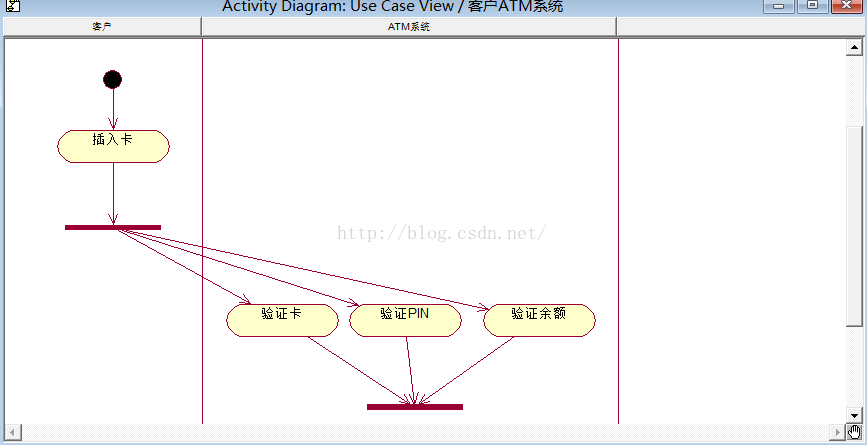 Activity Diagram: Use Case View / 客户ATM系统
客户
ATM系统
插入卡
http://blog.csdn.net/
验证卡
验证PIN
验证余额